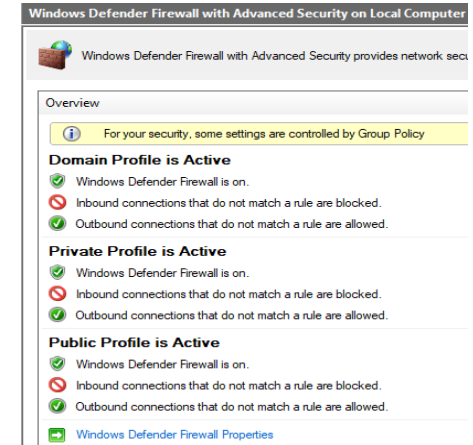 Windows Defender Firewall with Advanced Security on Local Computer
Windows Defender Firewall with Advanced Security provides network secu
Overview
For your security, some settings are controlled by Group Policy
Domain Profile is Active
Windows Defender Firewall is on.
Inbound connections that do not match a rule are blocked.
Outbound connections that do not match a rule are allowed.
Private Profile is Active
Windows Defender Firewall is on.
Inbound connections that do not match a rule are blocked.
Outbound connections that do not match a rule are allowed.
Public Profile is Active
Windows Defender Firewall is on.
Inbound connections that do not match a rule are blocked.
Outbound connections that do not match a rule are allowed.
Windows Defender Firewall Properties